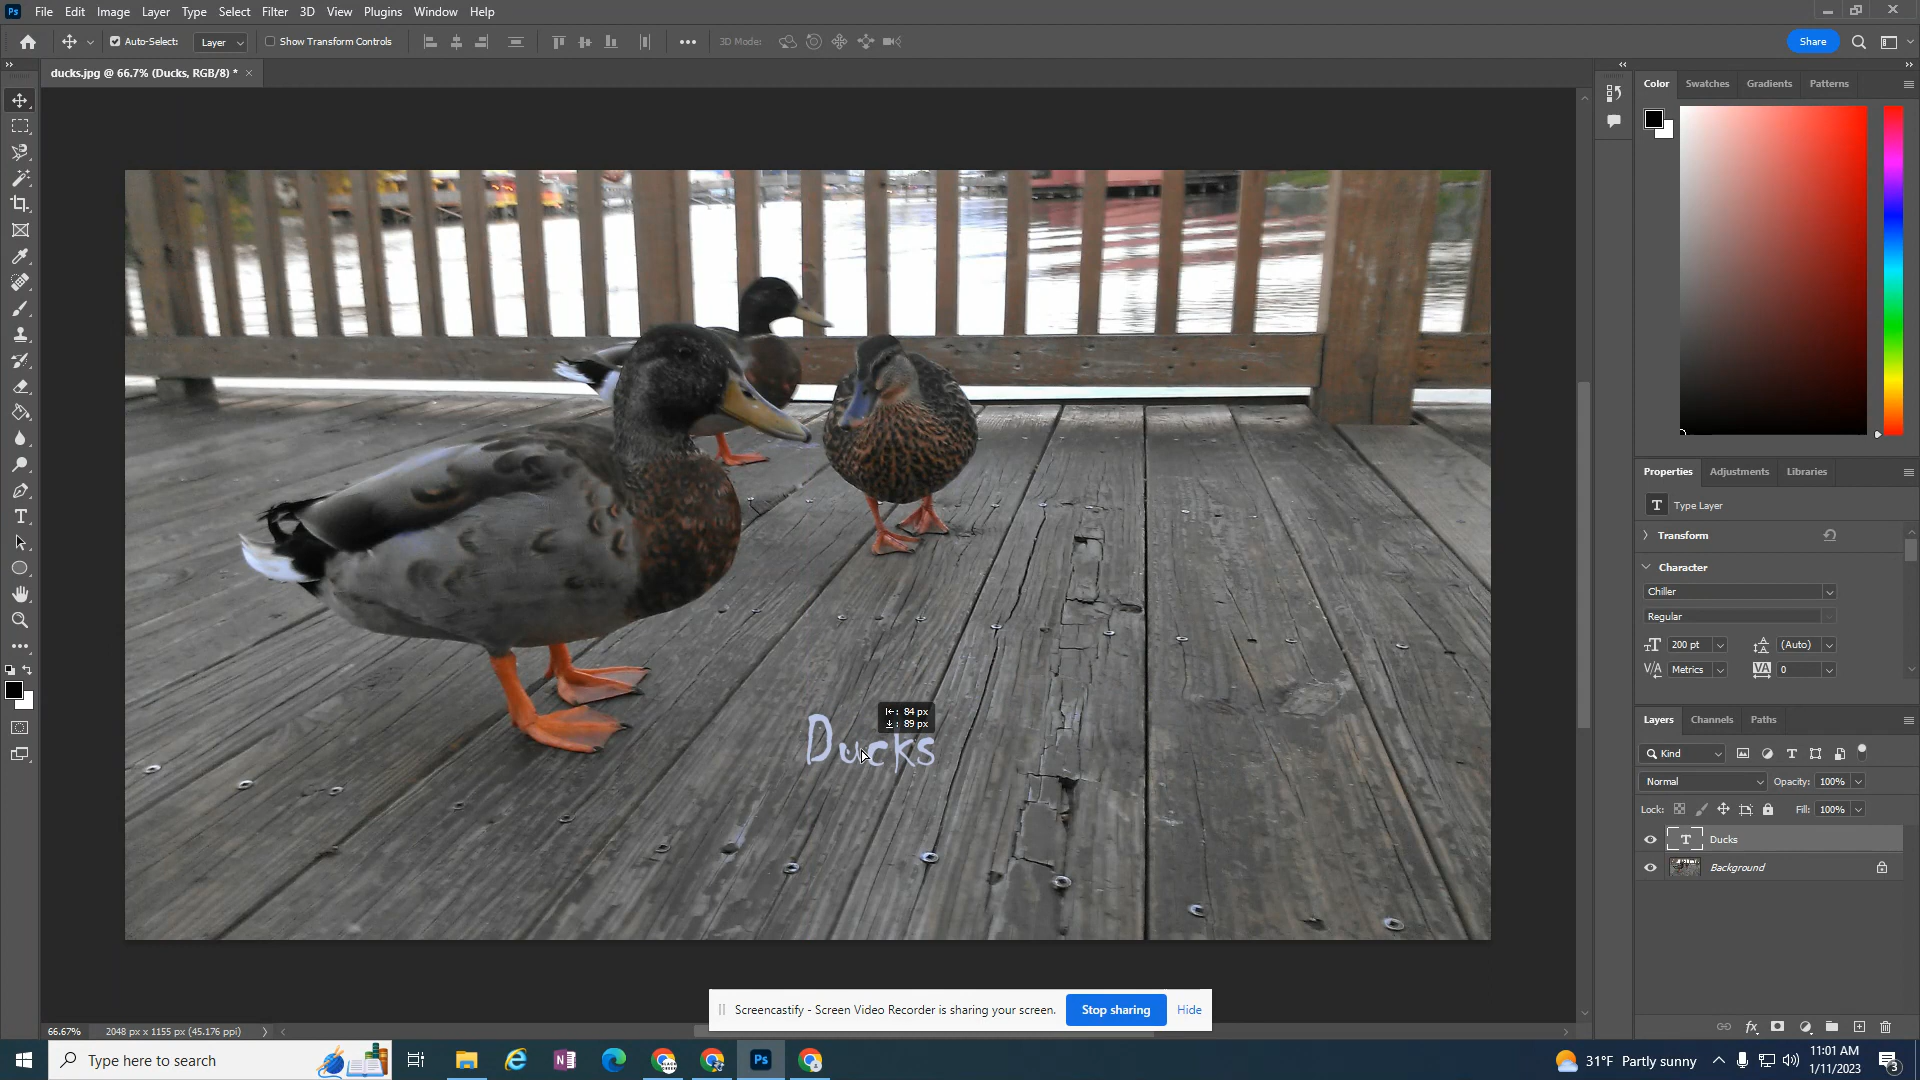 Ps File Edit Image Layer Type Select Filter 3D View Plugins Window Help
Auto-Select: Layer Show Transform Controls 3D Mode: Share
ducks.jpg @ 66.7% (Ducks, RGB/8) *
Color Swatches Gradients Patterns
Properties Adjustments Libraries
T Type Layer
Transform
Character
Chiller
Regular
200 pt (Auto)
Metrics 0
Layers Channels Paths
Kind
Normal Opacity: 100%
Lock: Fill: 100%
T Ducks
Background
84 px
89 px
Ducks
66.67% 2048 px x 1155 px (45.176 ppi)
Screencastify - Screen Video Recorder is sharing your screen. Stop sharing Hide
Type here to search
Ps
31°F Partly sunny
11:01 AM
1/11/2023
3